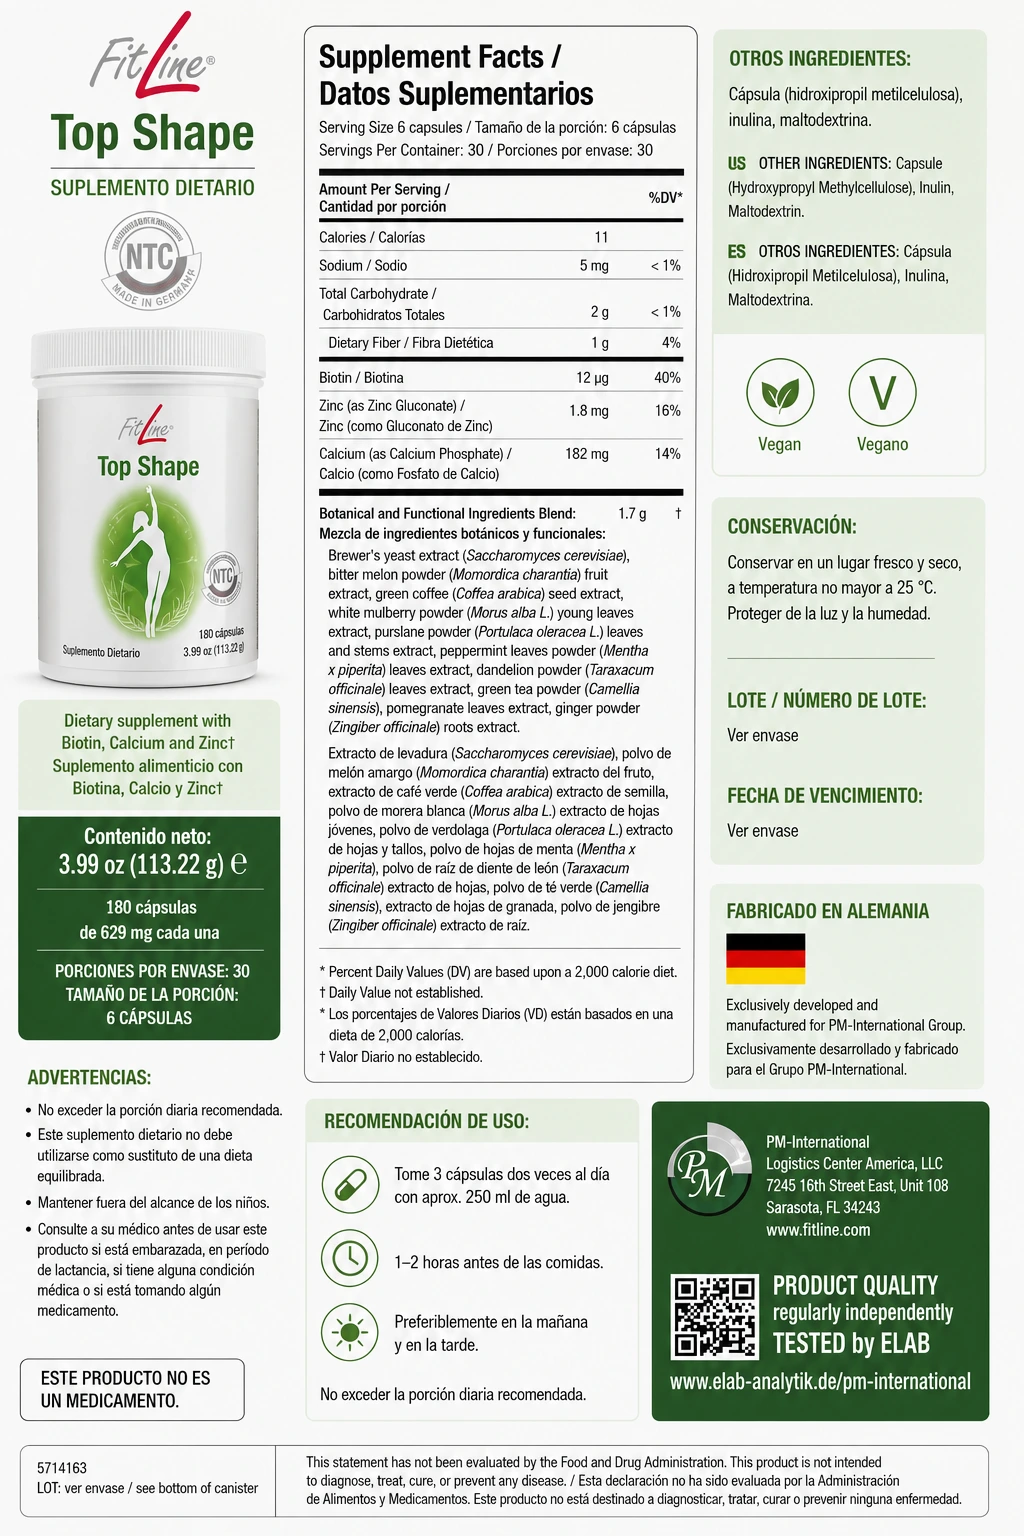 FitLine®
Top Shape
SUPLEMENTO DIETARIO
NTC
MADE IN GERMANY
FitLine®
Top Shape
NTC
180 cápsulas
Suplemento Dietario
3.99 oz (113.22 g)
Dietary supplement with
Biotin, Calcium and Zinc†
Suplemento alimenticio con
Biotina, Calcio y Zinc†
Contenido neto:
3.99 oz (113.22 g) ℮
180 cápsulas
de 629 mg cada una
PORCIONES POR ENVASE: 30
TAMAÑO DE LA PORCIÓN:
6 CÁPSULAS
ADVERTENCIAS:
• No exceder la porción diaria recomendada.
• Este suplemento dietario no debe
utilizarse como sustituto de una dieta
equilibrada.
• Mantener fuera del alcance de los niños.
• Consulte a su médico antes de usar este
producto si está embarazada, en período
de lactancia, si tiene alguna condición
médica o si está tomando algún
medicamento.
ESTE PRODUCTO NO ES
UN MEDICAMENTO.
Supplement Facts /
Datos Suplementarios
Serving Size 6 capsules / Tamaño de la porción: 6 cápsulas
Servings Per Container: 30 / Porciones por envase: 30
Amount Per Serving /
Cantidad por porción %DV*
Calories / Calorías 11
Sodium / Sodio 5 mg < 1%
Total Carbohydrate /
Carbohidratos Totales 2 g < 1%
Dietary Fiber / Fibra Dietética 1 g 4%
Biotin / Biotina 12 µg 40%
Zinc (as Zinc Gluconate) /
Zinc (como Gluconato de Zinc) 1.8 mg 16%
Calcium (as Calcium Phosphate) / 182 mg 14%
Calcio (como Fosfato de Calcio)
Botanical and Functional Ingredients Blend: 1.7 g †
Mezcla de ingredientes botánicos y funcionales:
Brewer's yeast extract (Saccharomyces cerevisiae),
bitter melon powder (Momordica charantia) fruit
extract, green coffee (Coffea arabica) seed extract,
white mulberry powder (Morus alba L.) young leaves
extract, purslane powder (Portulaca oleracea L.) leaves
and stems extract, peppermint leaves powder (Mentha
x piperita) leaves extract, dandelion powder (Taraxacum
officinale) leaves extract, green tea powder (Camellia
sinensis), pomegranate leaves extract, ginger powder
(Zingiber officinale) roots extract.
Extracto de levadura (Saccharomyces cerevisiae), polvo de
melón amargo (Momordica charantia) extracto del fruto,
extracto de café verde (Coffea arabica) extracto de semilla,
polvo de morera blanca (Morus alba L.) extracto de hojas
jóvenes, polvo de verdolaga (Portulaca oleracea L.) extracto
de hojas y tallos, polvo de hojas de menta (Mentha x
piperita), polvo de raíz de diente de león (Taraxacum
officinale) extracto de hojas, polvo de té verde (Camellia
sinensis), extracto de hojas de granada, polvo de jengibre
(Zingiber officinale) extracto de raíz.
* Percent Daily Values (DV) are based upon a 2,000 calorie diet.
† Daily Value not established.
* Los porcentajes de Valores Diarios (VD) están basados en una
dieta de 2,000 calorías.
† Valor Diario no establecido.
RECOMENDACIÓN DE USO:
Tome 3 cápsulas dos veces al día
con aprox. 250 ml de agua.
1–2 horas antes de las comidas.
Preferiblemente en la mañana
y en la tarde.
No exceder la porción diaria recomendada.
OTROS INGREDIENTES:
Cápsula (hidroxipropil metilcelulosa),
inulina, maltodextrina.
US OTHER INGREDIENTS: Capsule
(Hydroxypropyl Methylcellulose), Inulin,
Maltodextrin.
ES OTROS INGREDIENTES: Cápsula
(Hidroxipropil Metilcelulosa), Inulina,
Maltodextrina.
V
Vegan Vegano
CONSERVACIÓN:
Conservar en un lugar fresco y seco,
a temperatura no mayor a 25 °C.
Proteger de la luz y la humedad.
LOTE / NÚMERO DE LOTE:
Ver envase
FECHA DE VENCIMIENTO:
Ver envase
FABRICADO EN ALEMANIA
Exclusively developed and
manufactured for PM-International Group.
Exclusivamente desarrollado y fabricado
para el Grupo PM-International.
PM
PM-International
Logistics Center America, LLC
7245 16th Street East, Unit 108
Sarasota, FL 34243
www.fitline.com
PRODUCT QUALITY
regularly independently
TESTED by ELAB
www.elab-analytik.de/pm-international
5714163
LOT: ver envase / see bottom of canister
This statement has not been evaluated by the Food and Drug Administration. This product is not intended
to diagnose, treat, cure, or prevent any disease. / Esta declaración no ha sido evaluada por la Administración
de Alimentos y Medicamentos. Este producto no está destinado a diagnosticar, tratar, curar o prevenir ninguna enfermedad.